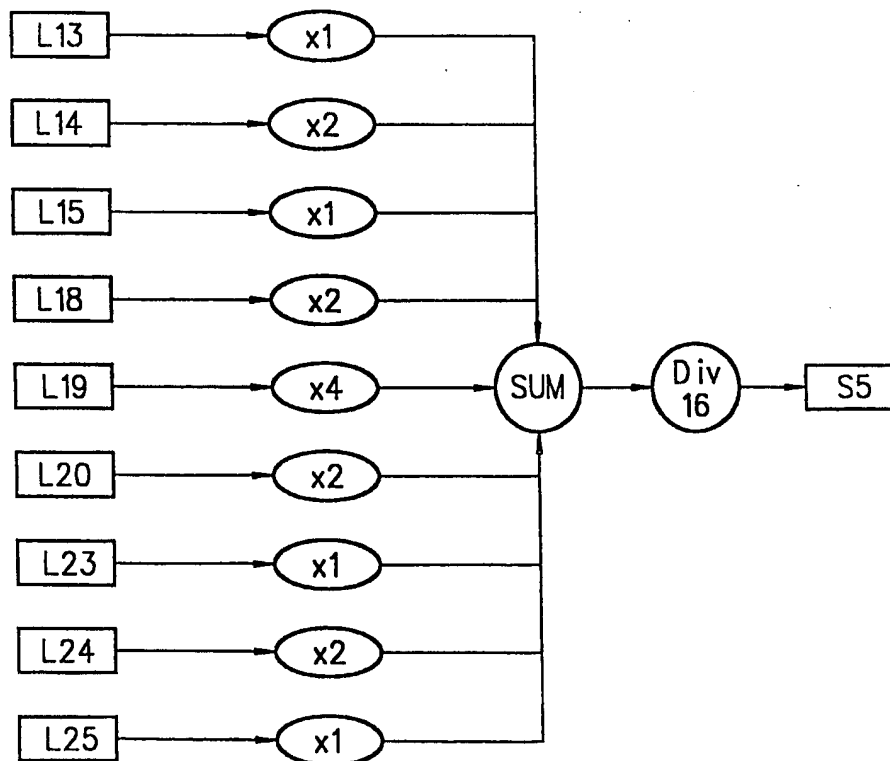 L13 x1
L14 x2
L15 x1
L18 x2
L19 x4 SUM Div 16 S5
L20 x2
L23 x1
L24 x2
L25 x1